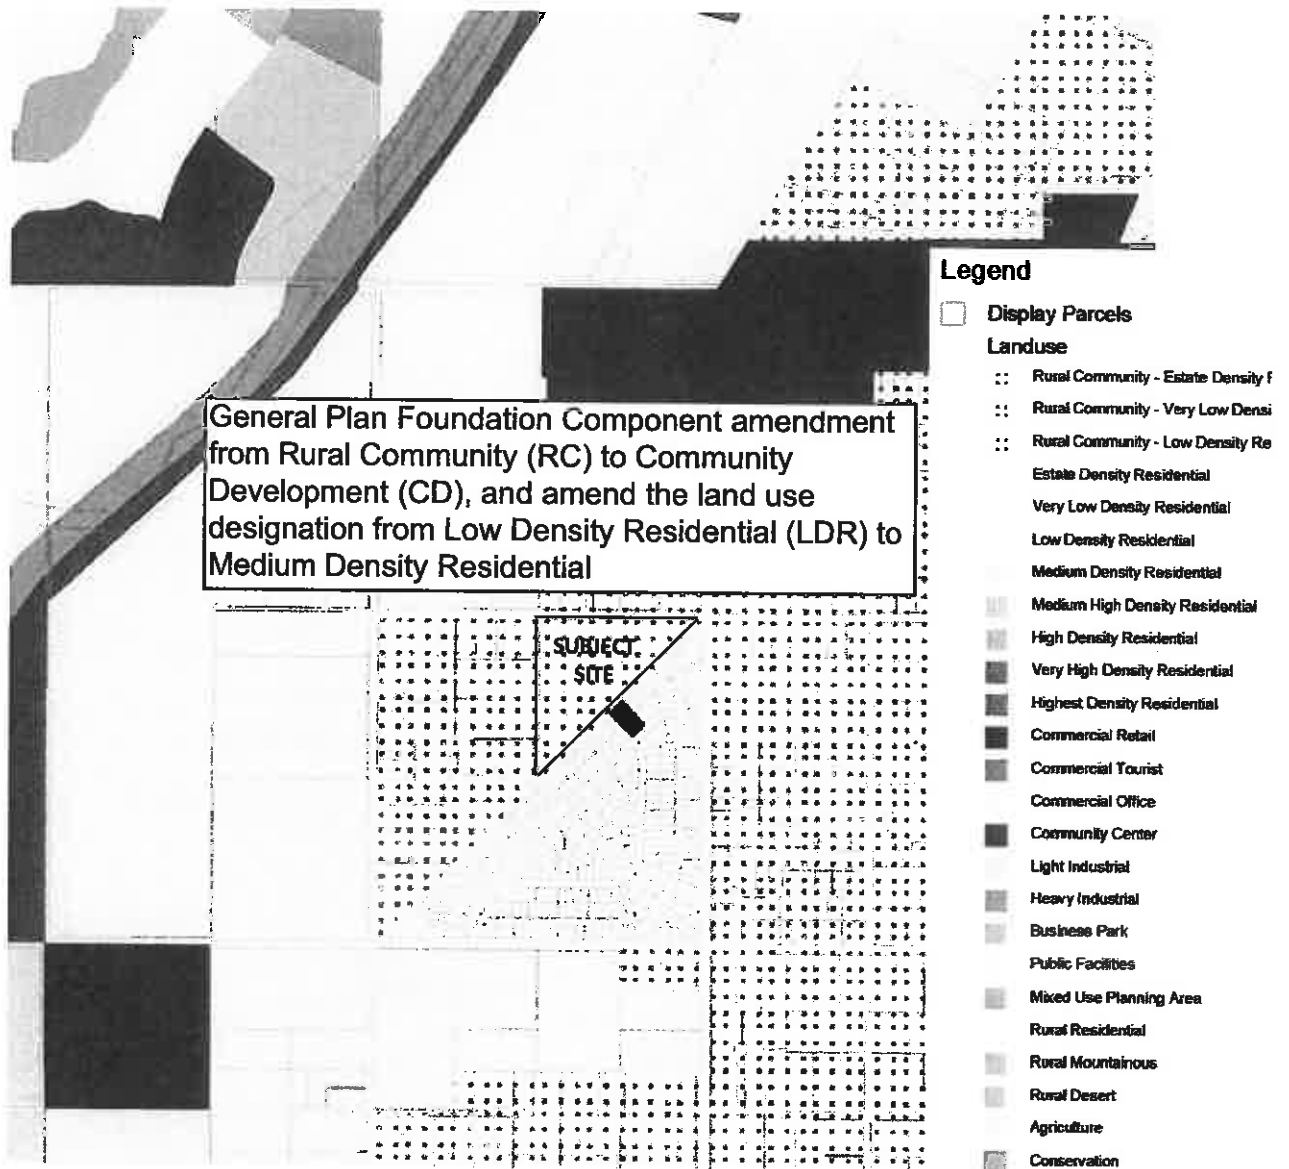 General Plan Foundation Component amendment
from Rural Community (RC) to Community
Development (CD), and amend the land use
designation from Low Density Residential (LDR) to
Medium Density Residential
SUBJECT
SITE
Legend
Display Parcels
Landuse
Rural Community - Estate Density
Rural Community - Very Low Densi
Rural Community - Low Density Re
Estate Density Residential
Very Low Density Residential
Low Density Residential
Medium Density Residential
Medium High Density Residential
High Density Residential
Very High Density Residential
Highest Density Residential
Commercial Retail
Commercial Tourist
Commercial Office
Community Center
Light Industrial
Heavy Industrial
Business Park
Public Facilities
Mixed Use Planning Area
Rural Residential
Rural Mountainous
Rural Desert
Agriculture
Conservation